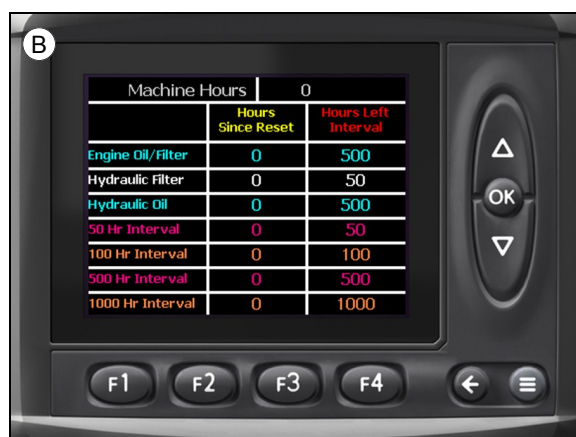 B
Machine Hours 0
Hours Since Reset Hours Left Interval
Engine Oil/Filter 0 500
Hydraulic Filter 0 50
Hydraulic Oil 0 500
50 Hr Interval 0 50
100 Hr Interval 0 100
500 Hr Interval 0 500
1000 Hr Interval 0 1000
OK
F1 F2 F3 F4